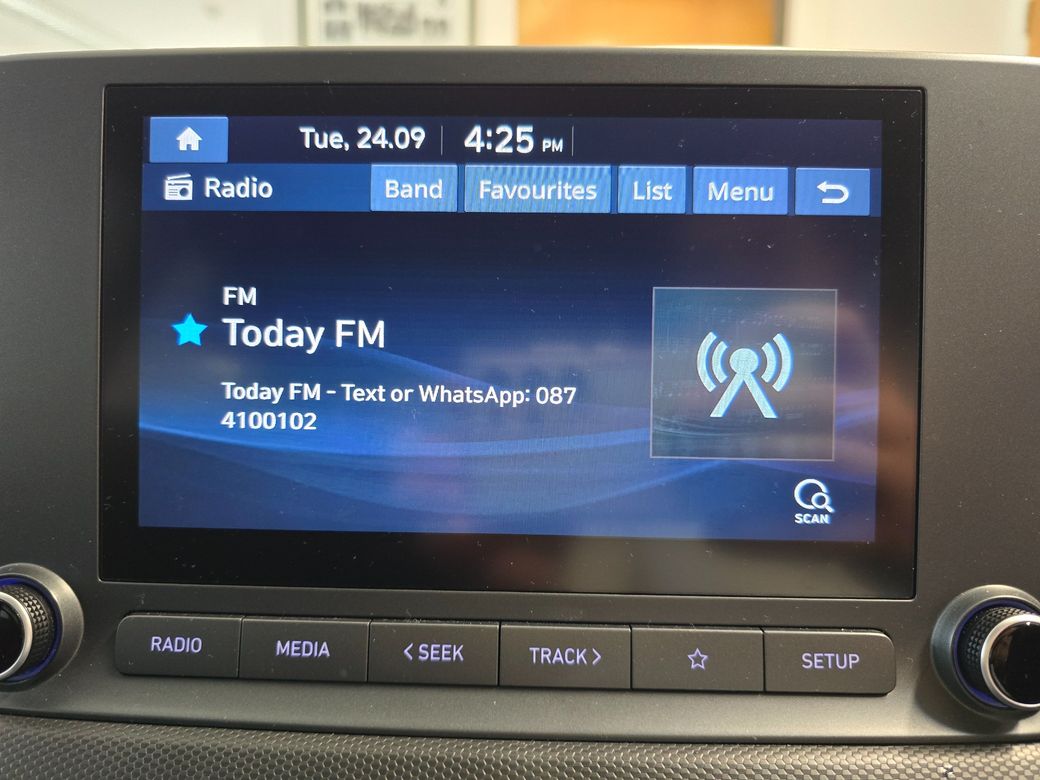 Tue, 24.09 4:25 PM
Radio Band Favourites List Menu
FM
Today FM
Today FM - Text or WhatsApp: 087
4100102
SCAN
RADIO MEDIA < SEEK TRACK > SETUP